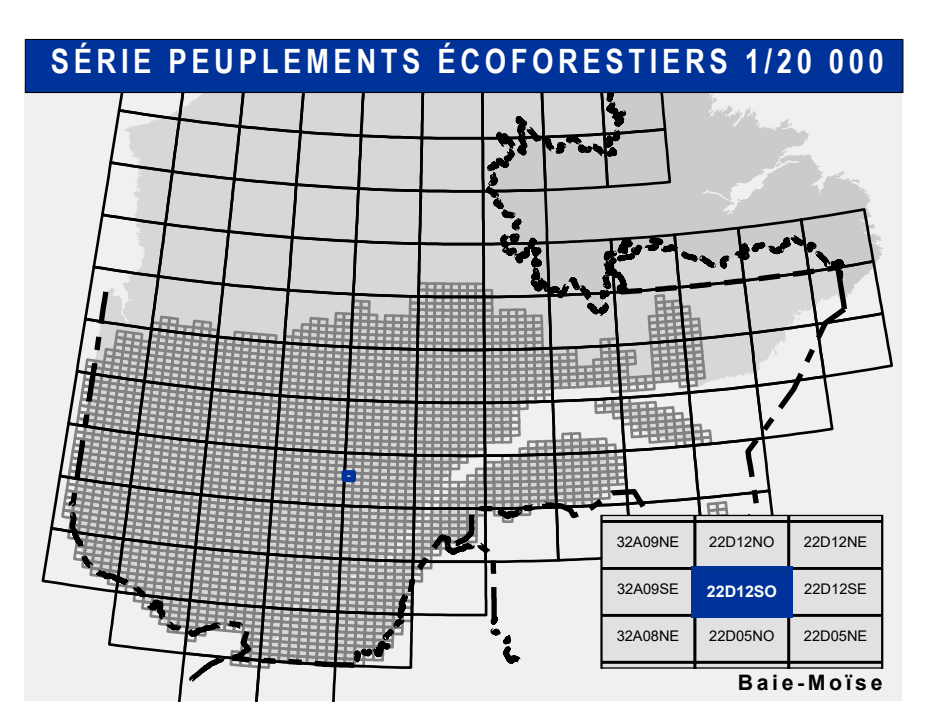 SÉRIE PEUPLEMENTS ÉCOFORESTIERS 1/20 000
32A09NE 22D12NO 22D12NE
32A09SE 22D12SO 22D12SE
32A08NE 22D05NO 22D05NE
Baie-Moïse